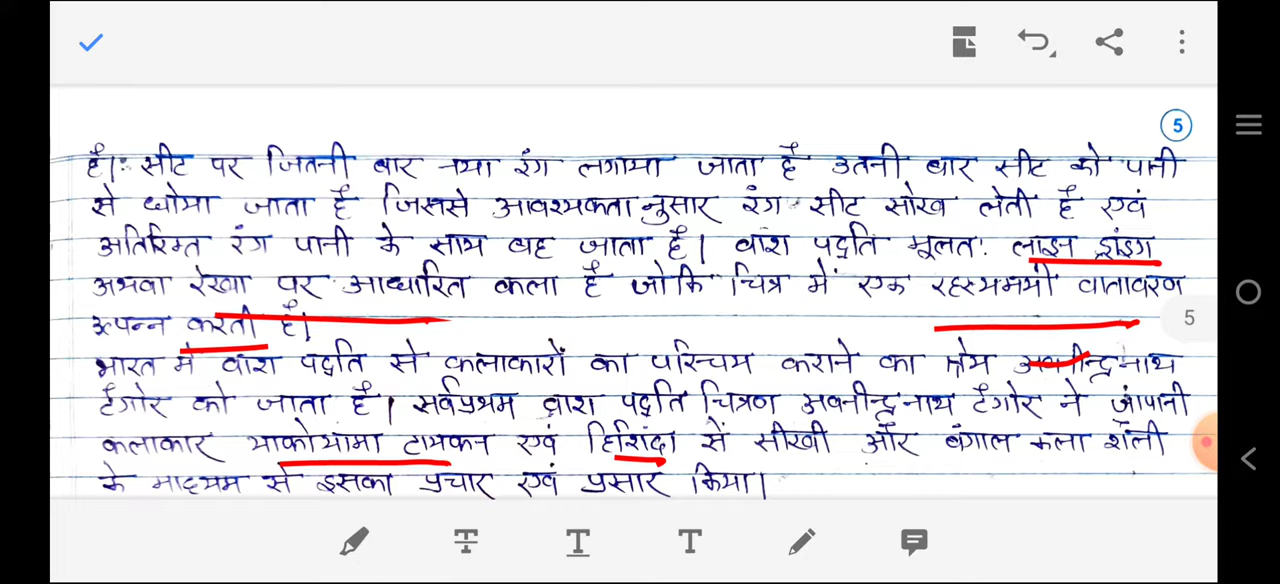 5
है।: सीट पर जितनी बार नया रंग लगाया जाता है उतनी बार सीट को पानी
से धोया जाता है जिससे आवश्यकतानुसार रंग सीट सोख लेती है एवं
अतिरिक्त रंग पानी के साथ बह जाता है। वाश पद्धति मूलत: लाइन ड्राइंग
अथवा रेखा पर आधारित कला है जोकि चित्र में एक रहस्यमयी वातावरण
5
उत्पन्न करती है।
भारत में वाश पद्धति से कलाकारों का परिचय कराने का श्रेय अवनीन्द्रनाथ
टैगोर को जाता है। सर्वप्रथम वाश पद्धति चित्रण अवनीन्द्रनाथ टैगोर ने जापानी
कलाकार याकोयामा टायकन एवं हिशिंदा सें सीखी और बंगाल कला शैली
के माध्यम से इसका प्रचार एवं प्रसार किया।